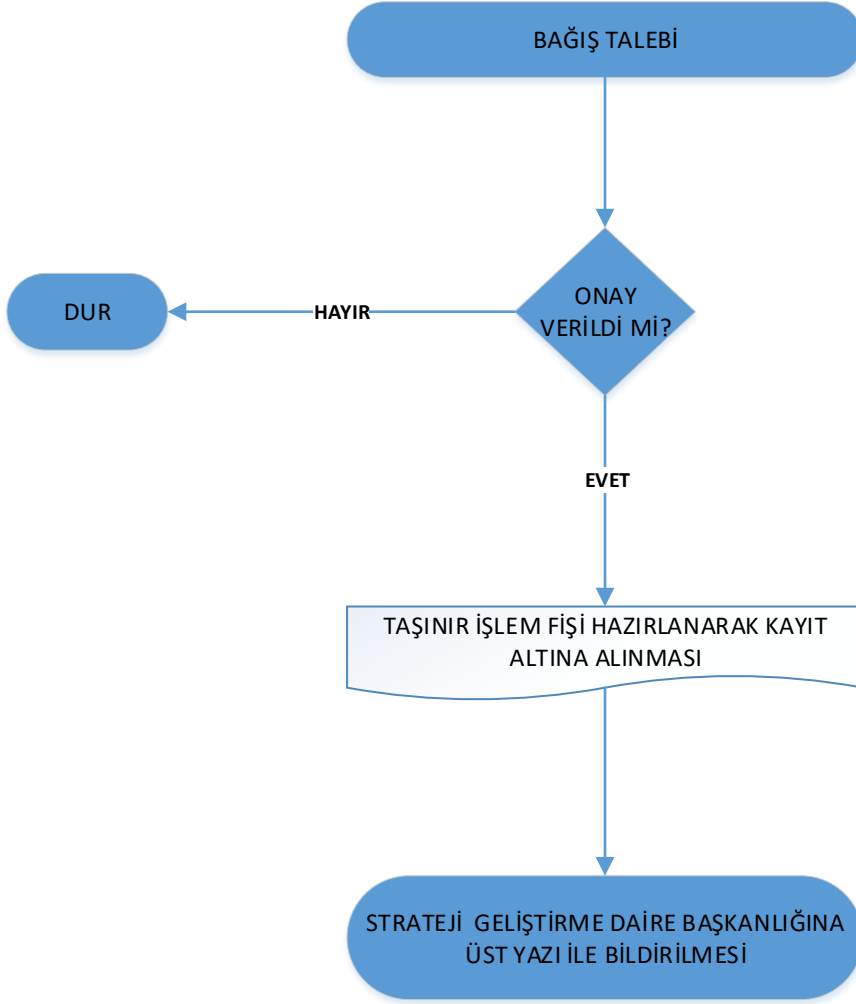 BAĞIŞ TALEBİ
ONAY
VERİLDİ Mİ?
HAYIR
DUR
EVET
TAŞINIR İŞLEM FİŞİ HAZIRLANARAK KAYIT
ALTINA ALINMASI
STRATEJİ GELİŞTİRME DAİRE BAŞKANLIĞINA
ÜST YAZI İLE BİLDİRİLMESİ